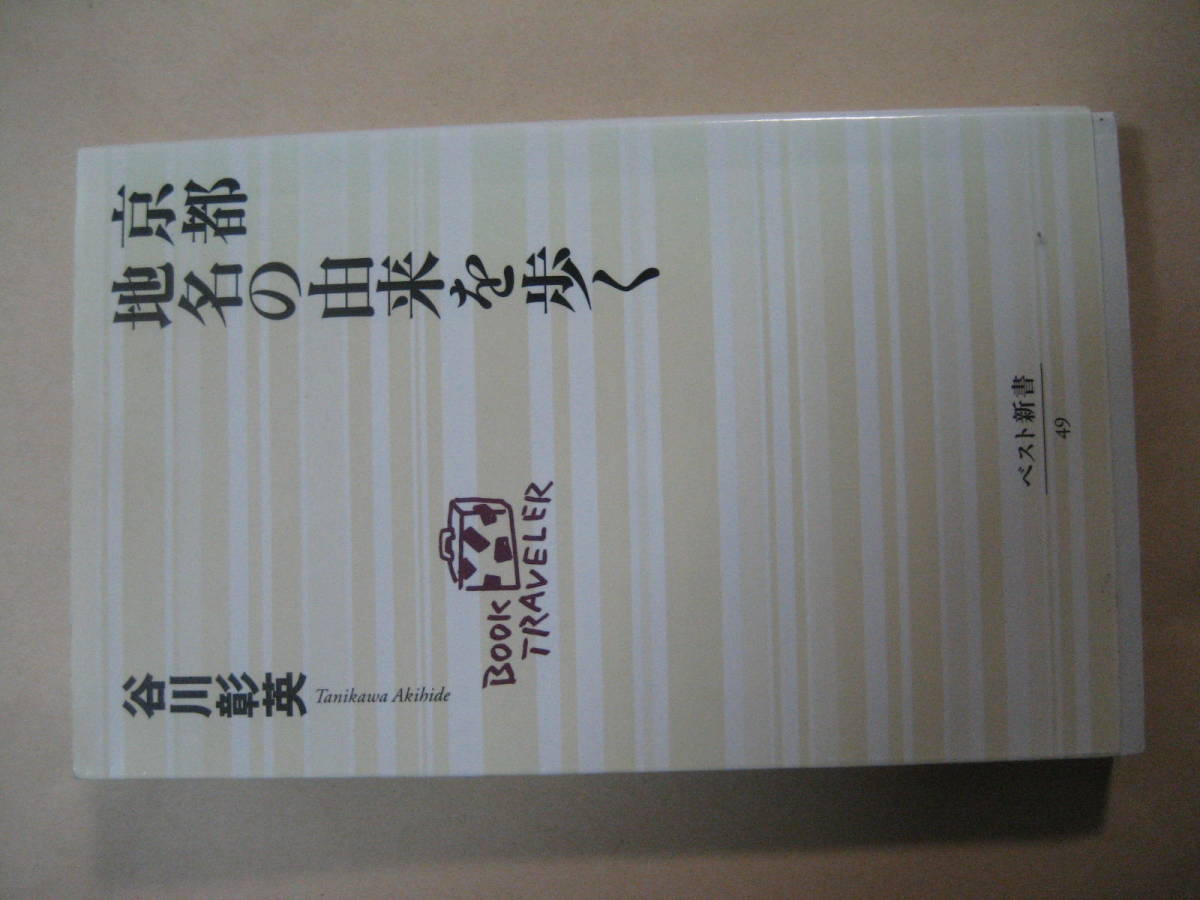 京都
地名の由来を歩く
谷川彰英
Tanikawa Akihide
BOOK
TRAVELER
ベスト新書
49